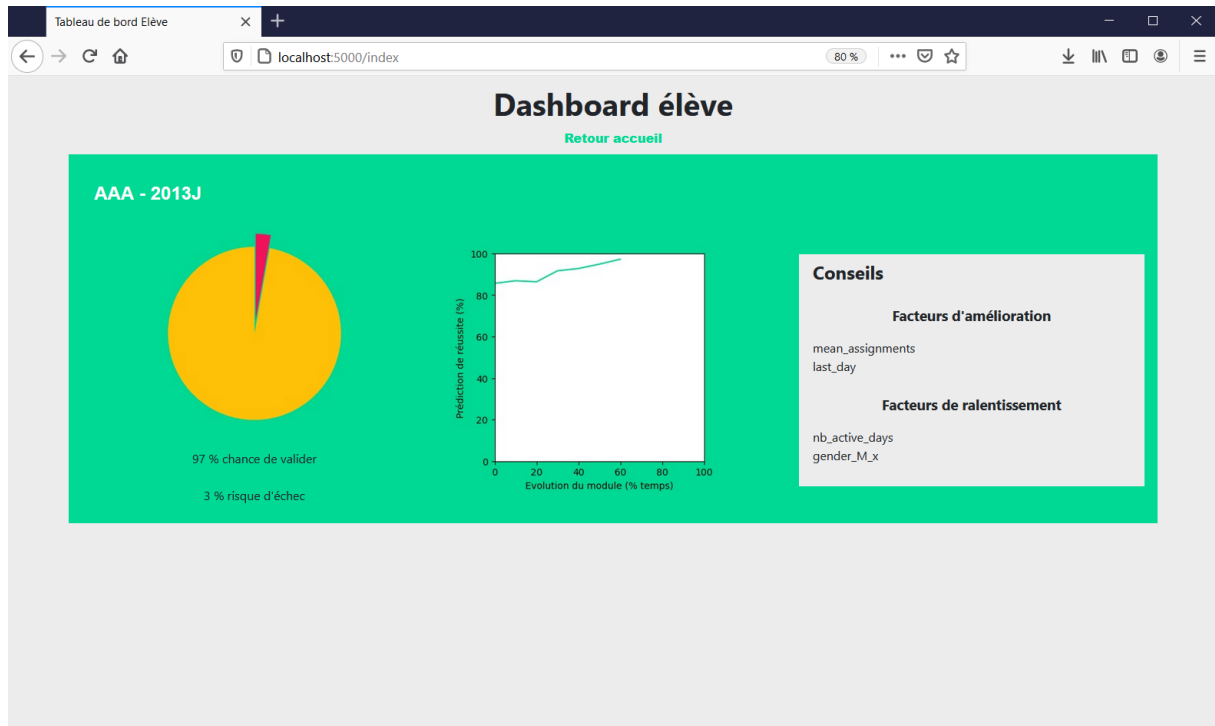 Tableau de bord Elève
localhost:5000/index
80 %
Dashboard élève
Retour accueil
AAA - 2013J
97 % chance de valider
3 % risque d'échec
Prédiction de réussite (%)
100
80
60
40
20
0
0 20 40 60 80 100
Evolution du module (% temps)
Conseils
Facteurs d'amélioration
mean_assignments
last_day
Facteurs de ralentissement
nb_active_days
gender_M_x